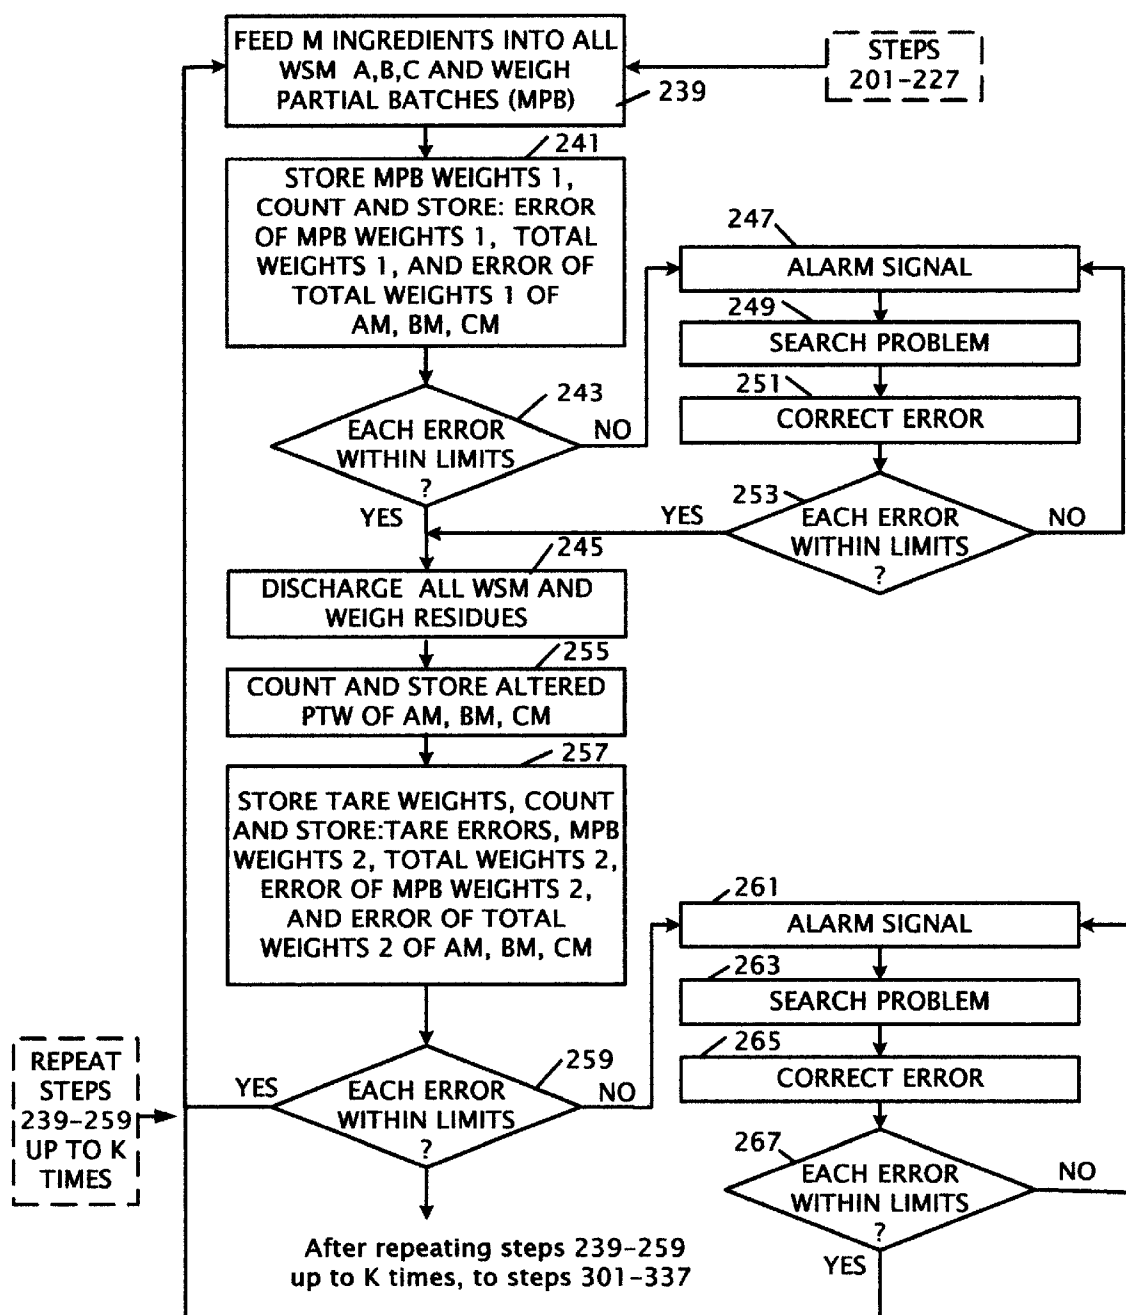 FEED M INGREDIENTS INTO ALL
WSM A,B,C AND WEIGH
PARTIAL BATCHES (MPB)
239
STEPS
201-227
241
STORE MPB WEIGHTS 1,
COUNT AND STORE: ERROR
OF MPB WEIGHTS 1, TOTAL
WEIGHTS 1, AND ERROR OF
TOTAL WEIGHTS 1 OF
AM, BM, CM
243
EACH ERROR
WITHIN LIMITS
?
NO
YES
247
ALARM SIGNAL
249
SEARCH PROBLEM
251
CORRECT ERROR
253
EACH ERROR
WITHIN LIMITS
?
YES
NO
245
DISCHARGE ALL WSM AND
WEIGH RESIDUES
255
COUNT AND STORE ALTERED
PTW OF AM, BM, CM
257
STORE TARE WEIGHTS, COUNT
AND STORE:TARE ERRORS, MPB
WEIGHTS 2, TOTAL WEIGHTS 2,
ERROR OF MPB WEIGHTS 2,
AND ERROR OF TOTAL
WEIGHTS 2 OF AM, BM, CM
261
ALARM SIGNAL
263
SEARCH PROBLEM
265
CORRECT ERROR
267
EACH ERROR
WITHIN LIMITS
?
NO
YES
REPEAT
STEPS
239-259
UP TO K
TIMES
YES
259
EACH ERROR
WITHIN LIMITS
?
NO
After repeating steps 239-259
up to K times, to steps 301-337